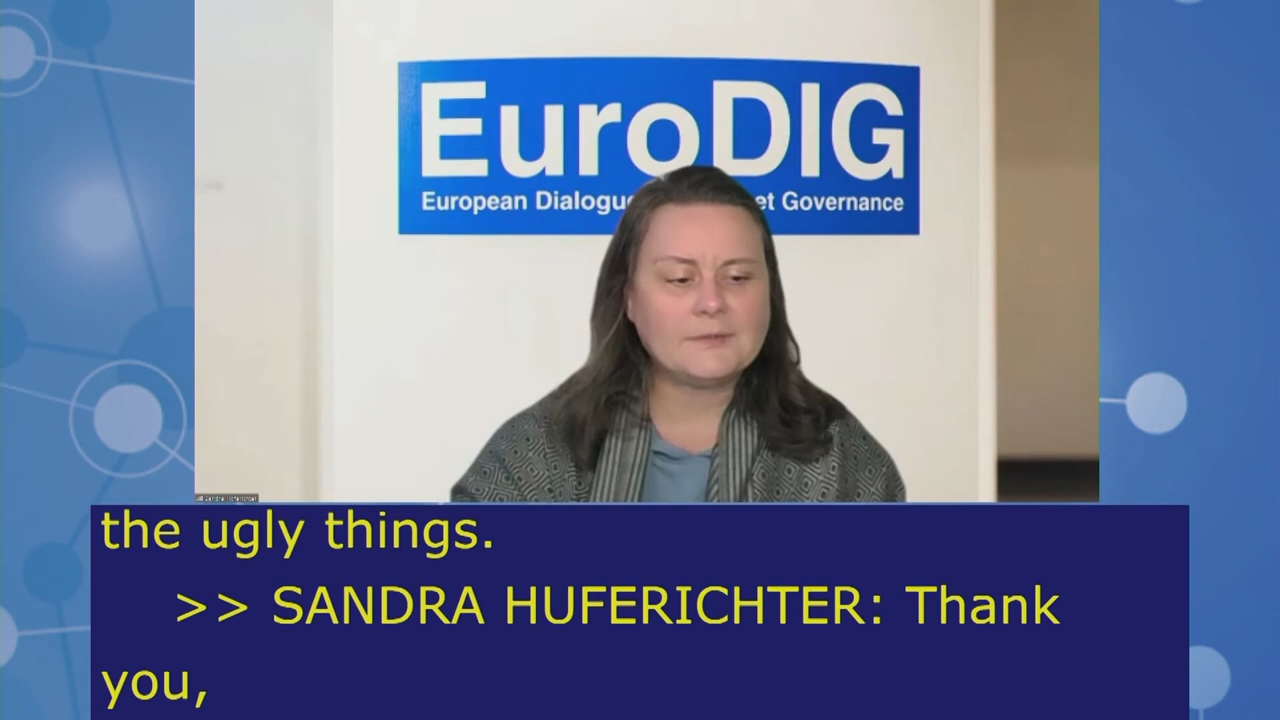 EuroDIG
European Dialogu et Governance
the ugly things.
>> SANDRA HUFERICHTER: Thank
you,